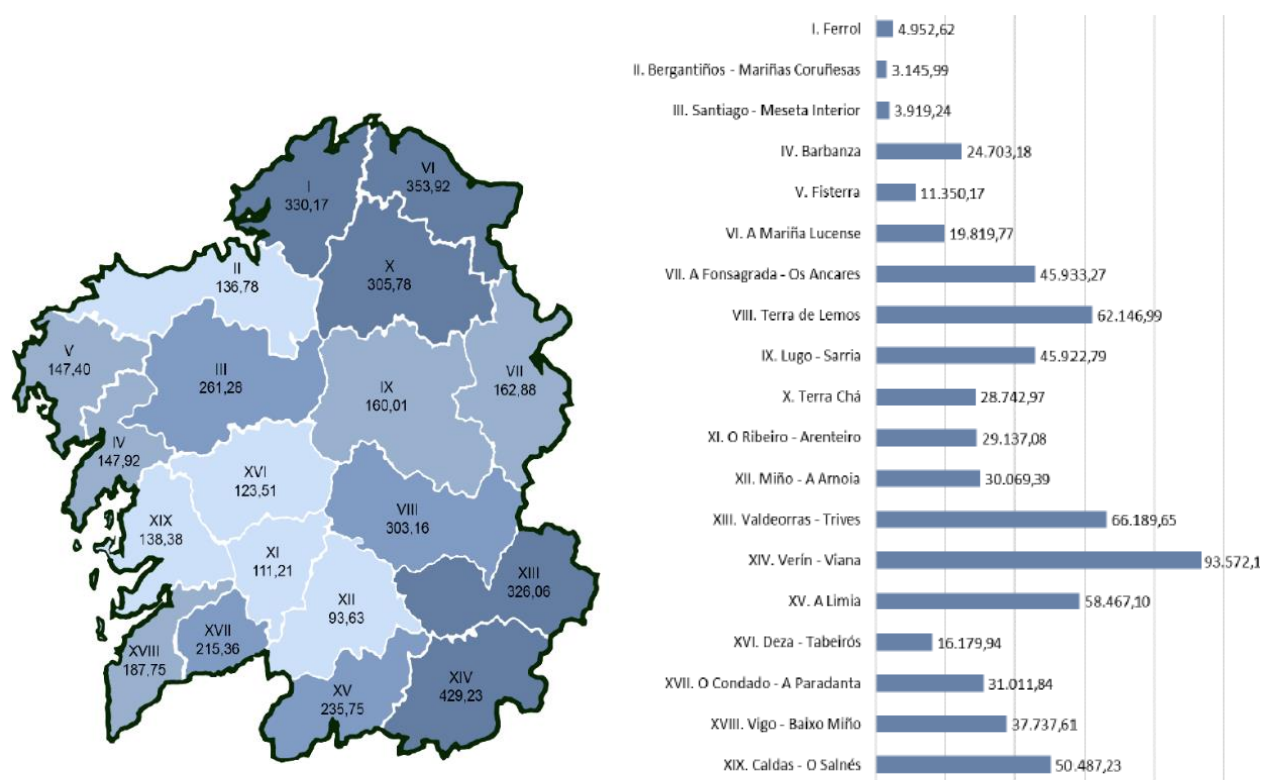 I
330,17
VI
353,92
X
305,78
II
136,78
V
147,40
III
261,28
IX
160,01
VII
162,88
IV
147,92
XVI
123,51
VIII
303,16
XIX
138,38
XI
111,21
XIII
326,06
XII
93,63
XVII
215,36
XVIII
187,75
XIV
429,23
XV
235,75
I. Ferrol 4.952,62
II. Bergantiños - Mariñas Coruñesas 3.145,99
III. Santiago - Meseta Interior 3.919,24
IV. Barbanza 24.703,18
V. Fisterra 11.350,17
VI. A Mariña Lucense 19.819,77
VII. A Fonsagrada - Os Ancares 45.933,27
VIII. Terra de Lemos 62.146,99
IX. Lugo - Sarria 45.922,79
X. Terra Chá 28.742,97
XI. O Ribeiro - Arenteiro 29.137,08
XII. Miño - A Arnoia 30.069,39
XIII. Valdeorras - Trives 66.189,65
XIV. Verín - Viana 93.572,1
XV. A Limia 58.467,10
XVI. Deza - Tabeirós 16.179,94
XVII. O Condado - A Paradanta 31.011,84
XVIII. Vigo - Baixo Miño 37.737,61
XIX. Caldas - O Salnés 50.487,23